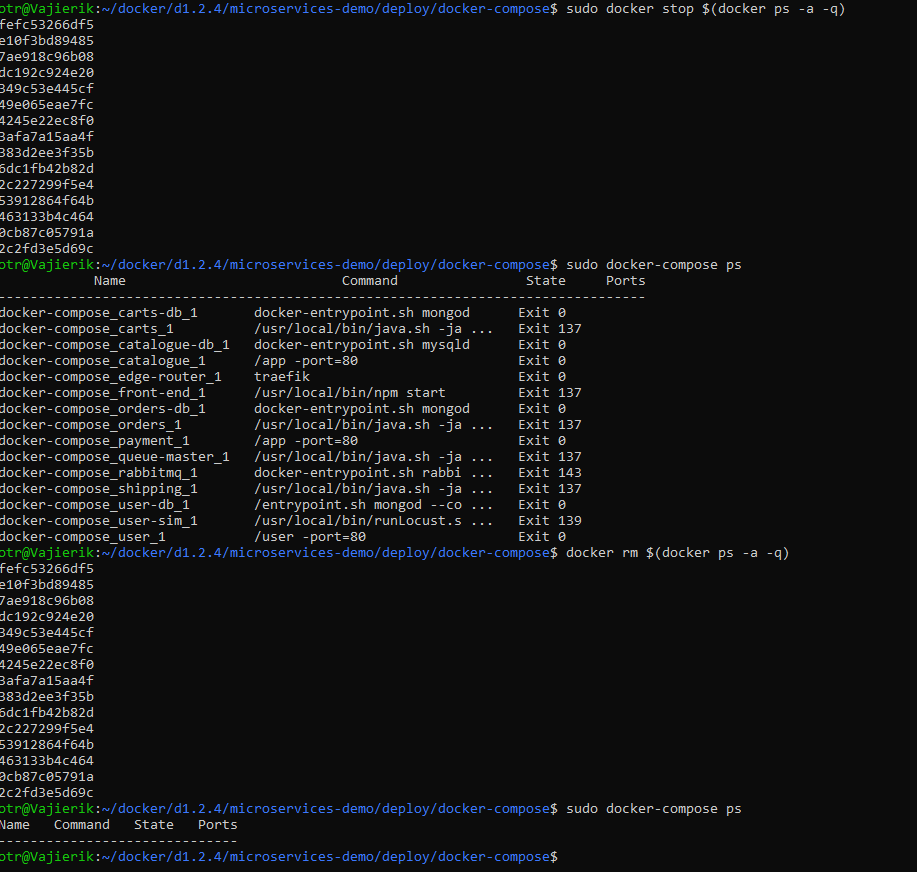 otr@Vajierik:~/docker/d1.2.4/microservices-demo/deploy/docker-compose$ sudo docker stop $(docker ps -a -q)
fefc53266df5
e10f3bd89485
7ae918c96b08
dc192c924e20
349c53e445cf
49e065eae7fc
4245e22ec8f0
3afa7a15aa4f
383d2ee3f35b
6dc1fb42b82d
2c227299f5e4
53912864f64b
463133b4c464
0cb87c05791a
2c2fd3e5d69c
otr@Vajierik:~/docker/d1.2.4/microservices-demo/deploy/docker-compose$ sudo docker-compose ps
Name Command State Ports
---------------------------------------------------------------------------------
docker-compose_carts-db_1 docker-entrypoint.sh mongod Exit 0
docker-compose_carts_1 /usr/local/bin/java.sh -ja ... Exit 137
docker-compose_catalogue-db_1 docker-entrypoint.sh mysqld Exit 0
docker-compose_catalogue_1 /app -port=80 Exit 0
docker-compose_edge-router_1 traefik Exit 0
docker-compose_front-end_1 /usr/local/bin/npm start Exit 137
docker-compose_orders-db_1 docker-entrypoint.sh mongod Exit 0
docker-compose_orders_1 /usr/local/bin/java.sh -ja ... Exit 137
docker-compose_payment_1 /app -port=80 Exit 0
docker-compose_queue-master_1 /usr/local/bin/java.sh -ja ... Exit 137
docker-compose_rabbitmq_1 docker-entrypoint.sh rabbi ... Exit 143
docker-compose_shipping_1 /usr/local/bin/java.sh -ja ... Exit 137
docker-compose_user-db_1 /entrypoint.sh mongod --co ... Exit 0
docker-compose_user-sim_1 /usr/local/bin/runLocust.s ... Exit 139
docker-compose_user_1 /user -port=80 Exit 0
otr@Vajierik:~/docker/d1.2.4/microservices-demo/deploy/docker-compose$ docker rm $(docker ps -a -q)
fefc53266df5
e10f3bd89485
7ae918c96b08
dc192c924e20
349c53e445cf
49e065eae7fc
4245e22ec8f0
3afa7a15aa4f
383d2ee3f35b
6dc1fb42b82d
2c227299f5e4
53912864f64b
463133b4c464
0cb87c05791a
2c2fd3e5d69c
otr@Vajierik:~/docker/d1.2.4/microservices-demo/deploy/docker-compose$ sudo docker-compose ps
Name Command State Ports
------------------------------
otr@Vajierik:~/docker/d1.2.4/microservices-demo/deploy/docker-compose$